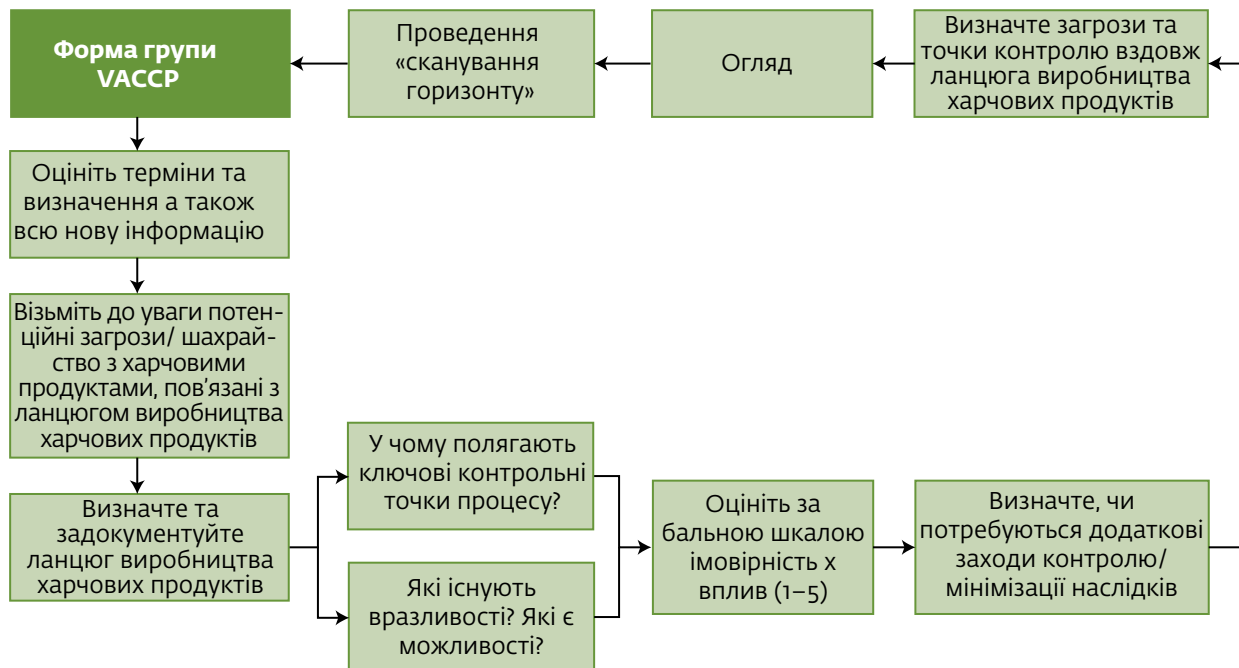 Форма групи
VACCP
Проведення
«сканування
горизонту»
Огляд
Визначте загрози та
точки контролю вздовж
ланцюга виробництва
харчових продуктів
Оцініть терміни та
визначення а також
всю нову інформацію
Візьміть до уваги потен-
ційні загрози/ шахрай-
ство з харчовими
продуктами, пов’язані з
ланцюгом виробництва
харчових продуктів
Визначте та
задокументуйте
ланцюг виробництва
харчових продуктів
У чому полягають
ключові контрольні
точки процесу?
Які існують
вразливості? Які є
можливості?
Оцініть за
бальною шкалою
імовірність x
вплив (1–5)
Визначте, чи
потребуються додаткові
заходи контролю/
мінімізації наслідків